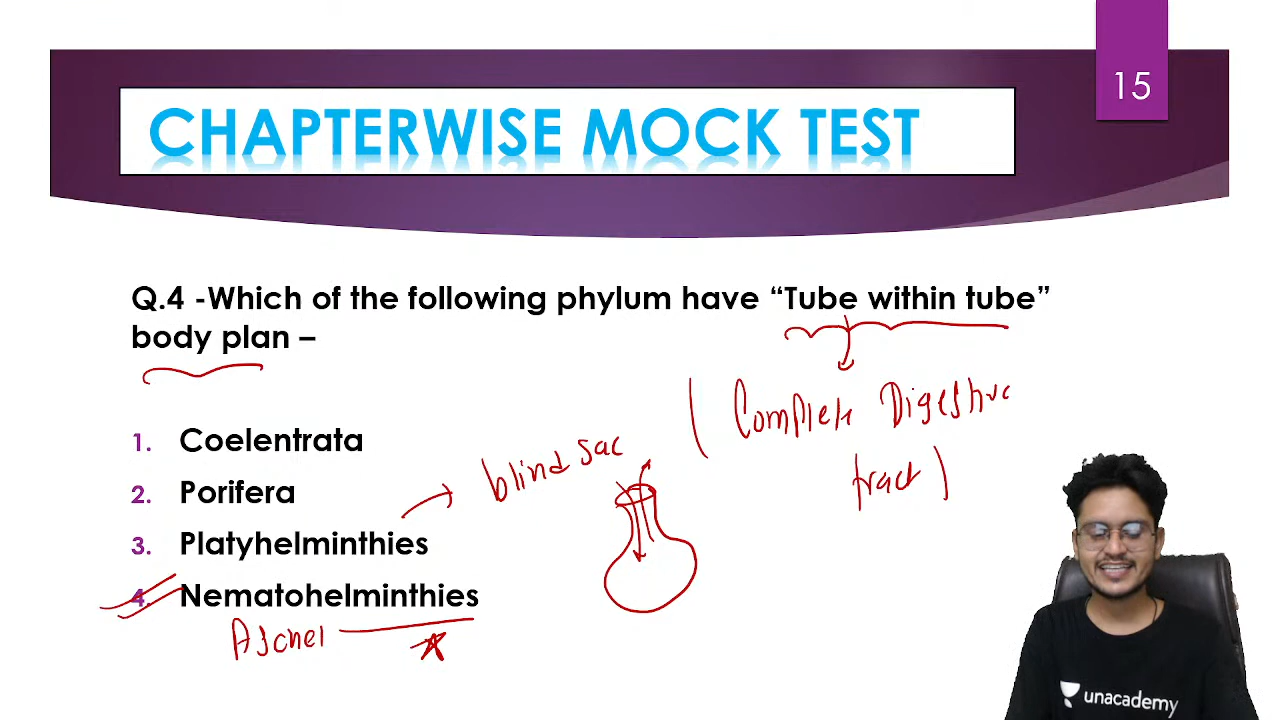 15
CHAPTERWISE MOCK TEST
Q.4 -Which of the following phylum have “Tube within tube”
body plan –
( Complete Digestive
tract )
1. Coelentrata
blind sac
2. Porifera
3. Platyhelminthies
4. Nematohelminthies
Aschel
unacademy